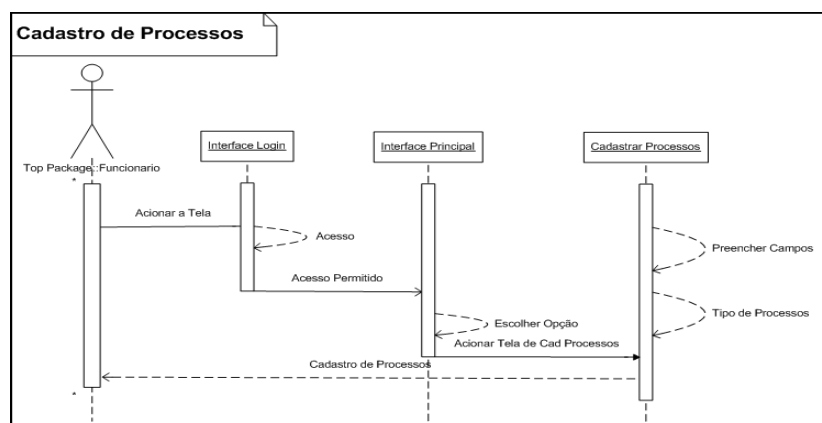 Cadastro de Processos
Interface Login
Interface Principal
Cadastrar Processos
Top Package::Funcionario
*
Acionar a Tela
Acesso
Preencher Campos
Acesso Permitido
Tipo de Processos
Escolher Opção
Acionar Tela de Cad Processos
Cadastro de Processos
*